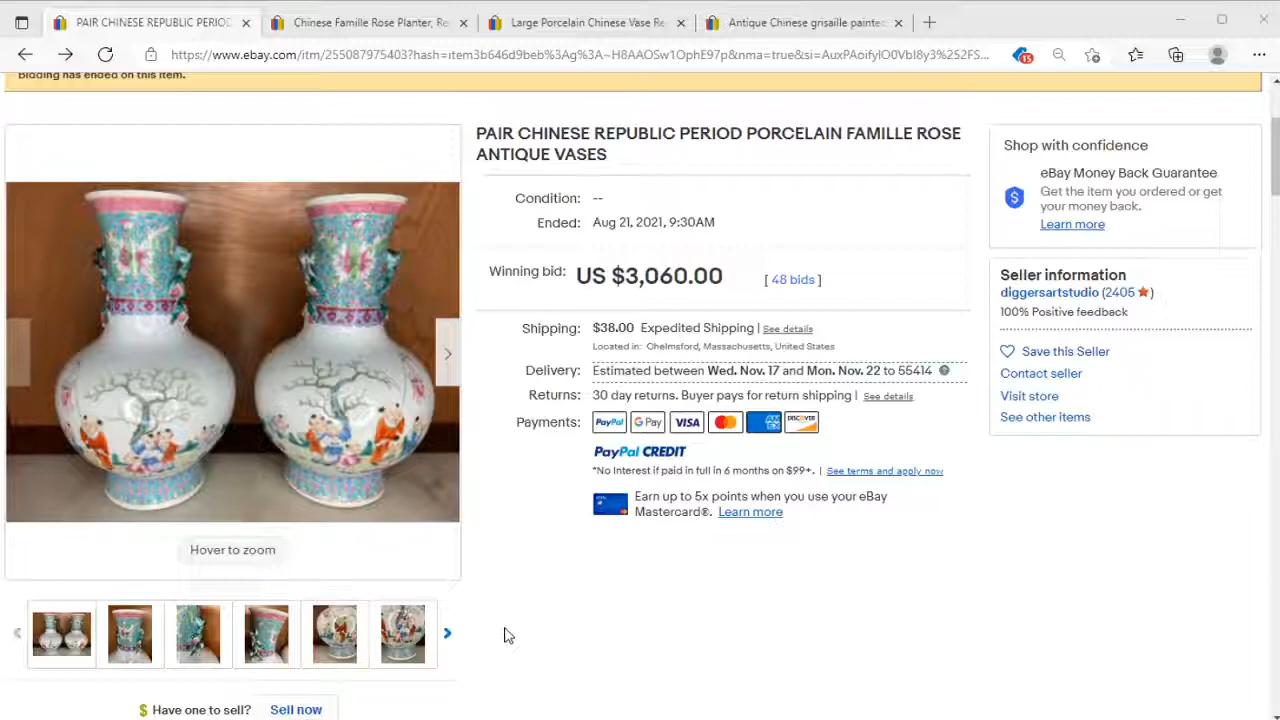 PAIR CHINESE REPUBLIC PERIOD
Chinese Famille Rose Planter, Re
Large Porcelain Chinese Vase Re
Antique Chinese grisaille painte
https://www.ebay.com/itm/255087975403?hash=item3b646d9beb%3Ag%3A~H8AAOSw1OphE97p&nma=true&si=AuxPAoifylO0Vbl8y3%252FS...
15
Bidding has ended on this item.
PAIR CHINESE REPUBLIC PERIOD PORCELAIN FAMILLE ROSE
ANTIQUE VASES
Condition: --
Ended: Aug 21, 2021, 9:30AM
Winning bid: US $3,060.00 [ 48 bids ]
Shipping: $38.00 Expedited Shipping | See details
Located in: Chelmsford, Massachusetts, United States
Delivery: Estimated between Wed. Nov. 17 and Mon. Nov. 22 to 55414
Returns: 30 day returns. Buyer pays for return shipping | See details
Payments: PayPal G Pay VISA DISCOVER
PayPal CREDIT
*No Interest if paid in full in 6 months on $99+. | See terms and apply now
Earn up to 5x points when you use your eBay
Mastercard®. Learn more
Shop with confidence
eBay Money Back Guarantee
Get the item you ordered or get
your money back.
Learn more
Seller information
diggersartstudio (2405 )
100% Positive feedback
Save this Seller
Contact seller
Visit store
See other items
Hover to zoom
$ Have one to sell? Sell now